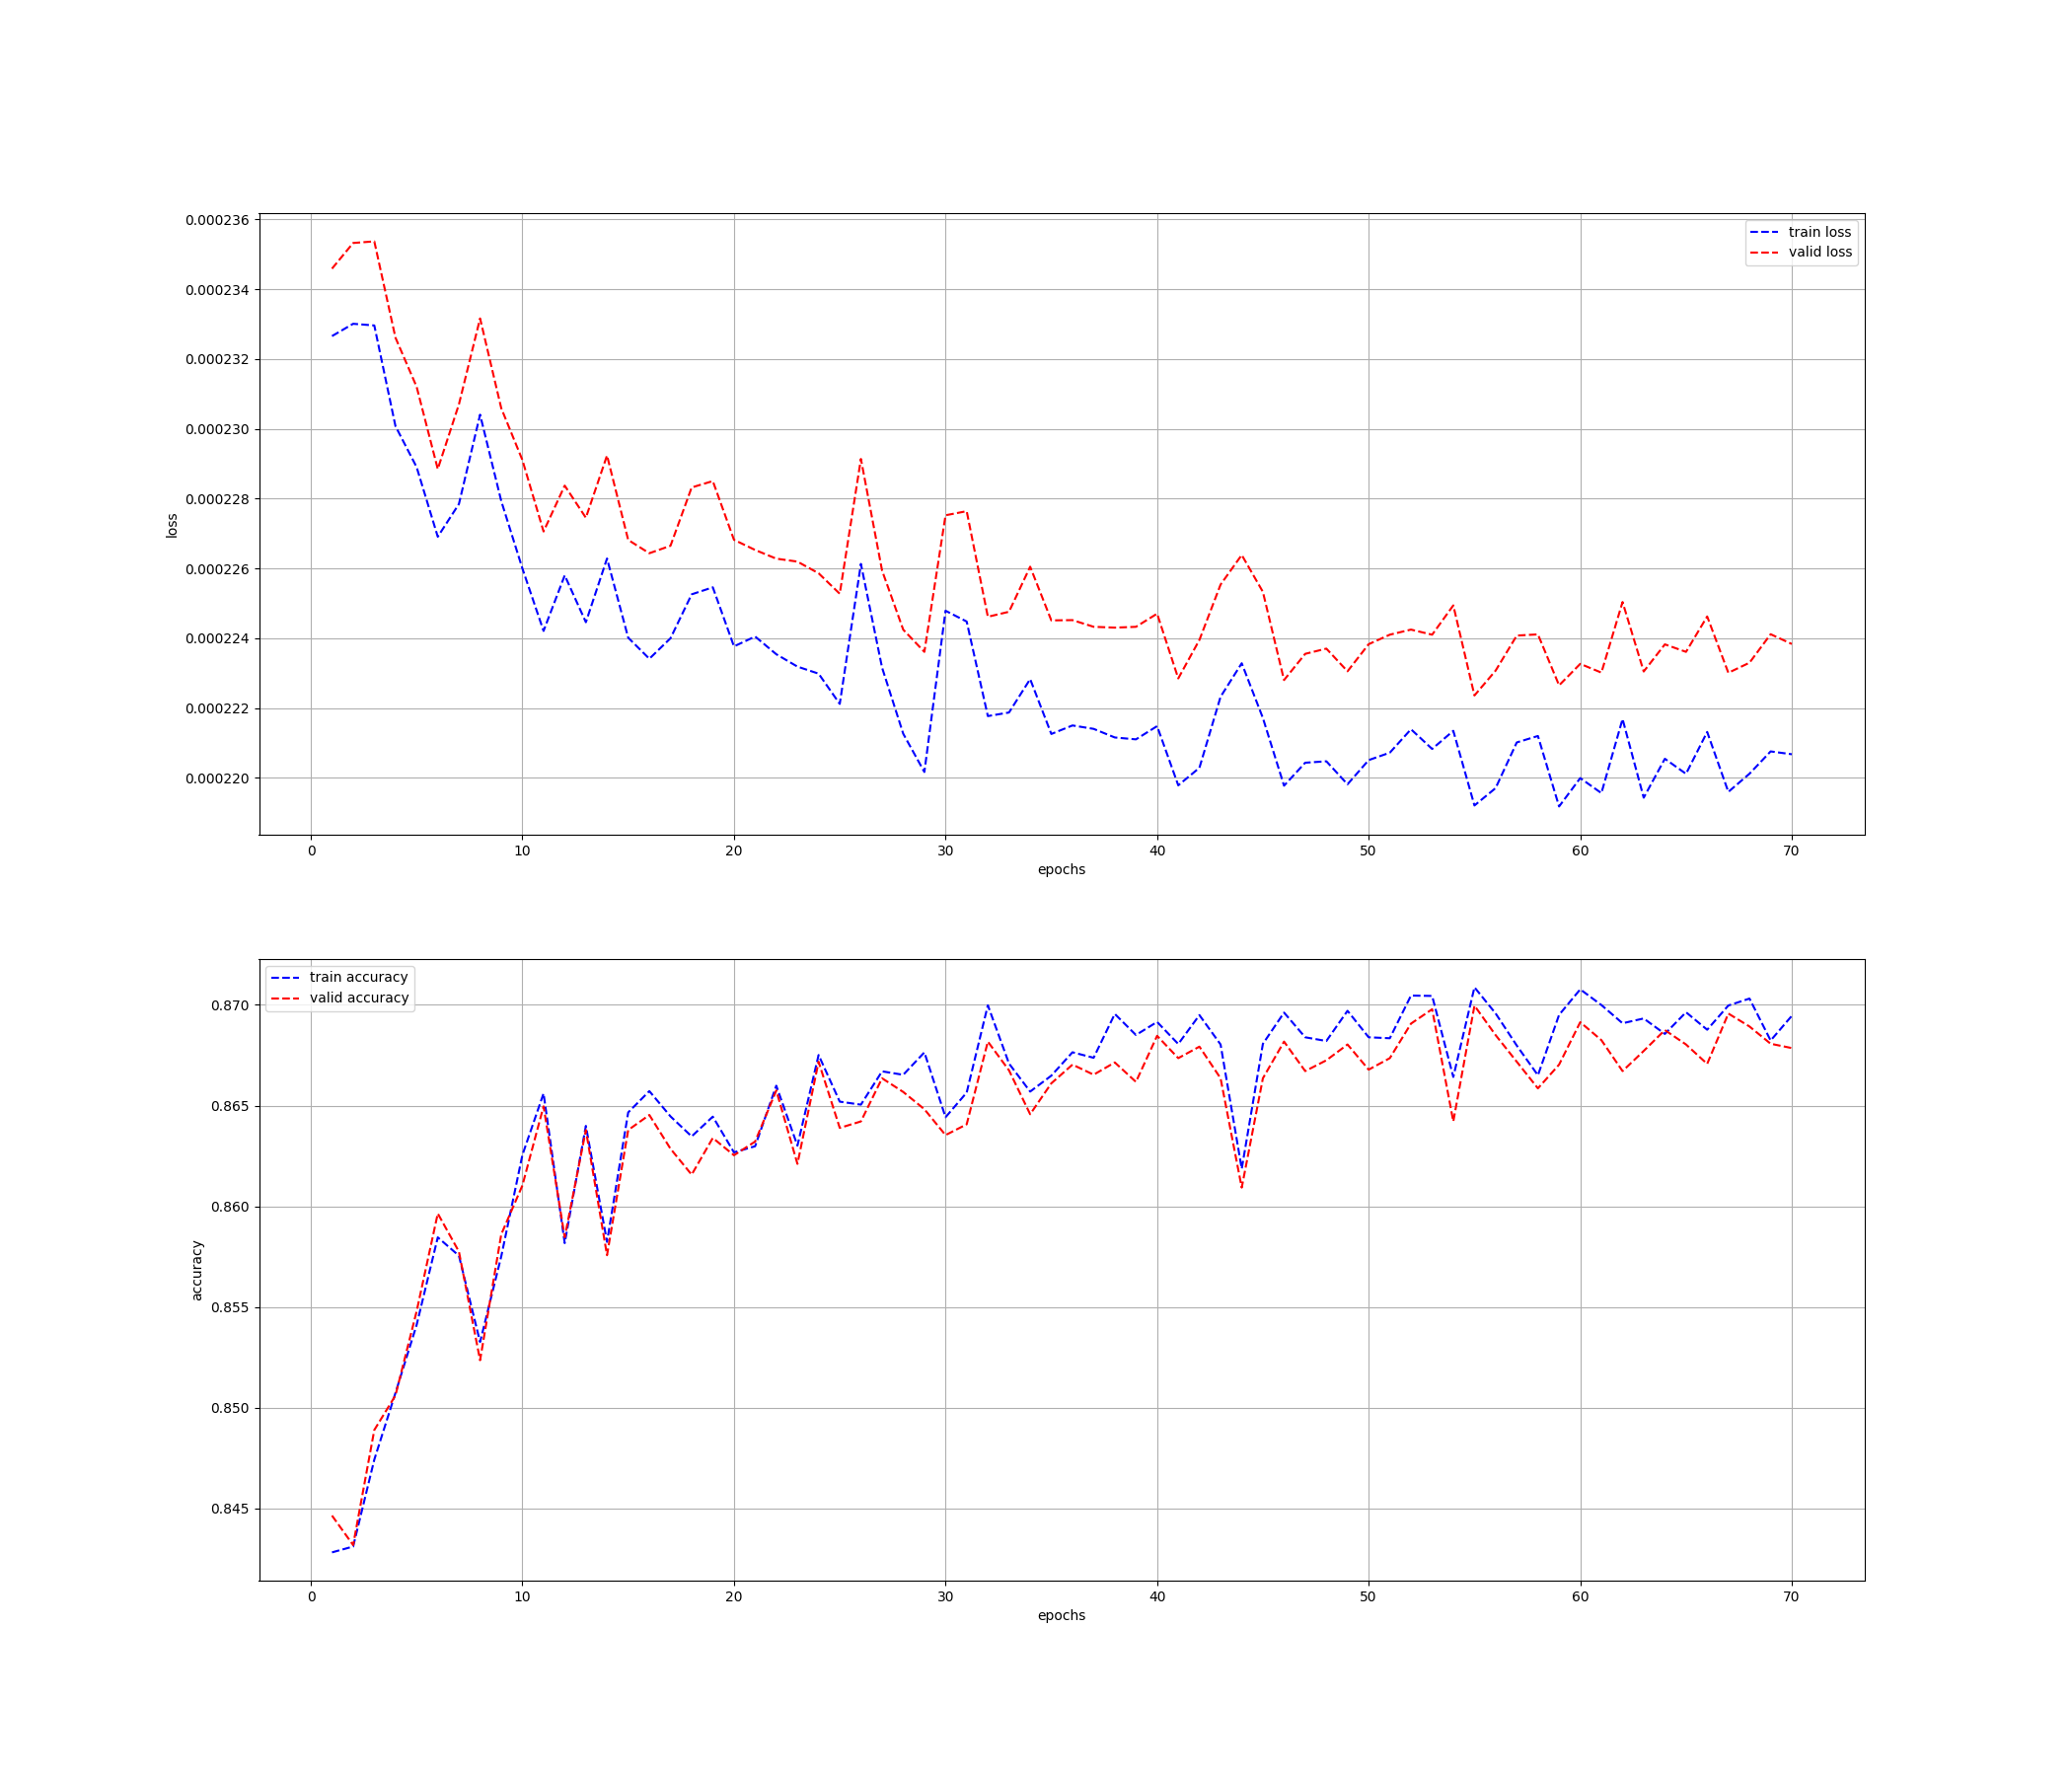 0.000236
0.000234
0.000232
0.000230
0.000228
0.000226
0.000224
0.000222
0.000220
loss
train loss
valid loss
0 10 20 30 40 50 60 70
epochs
train accuracy
valid accuracy
0.870
0.865
0.860
0.855
0.850
0.845
accuracy
0 10 20 30 40 50 60 70
epochs